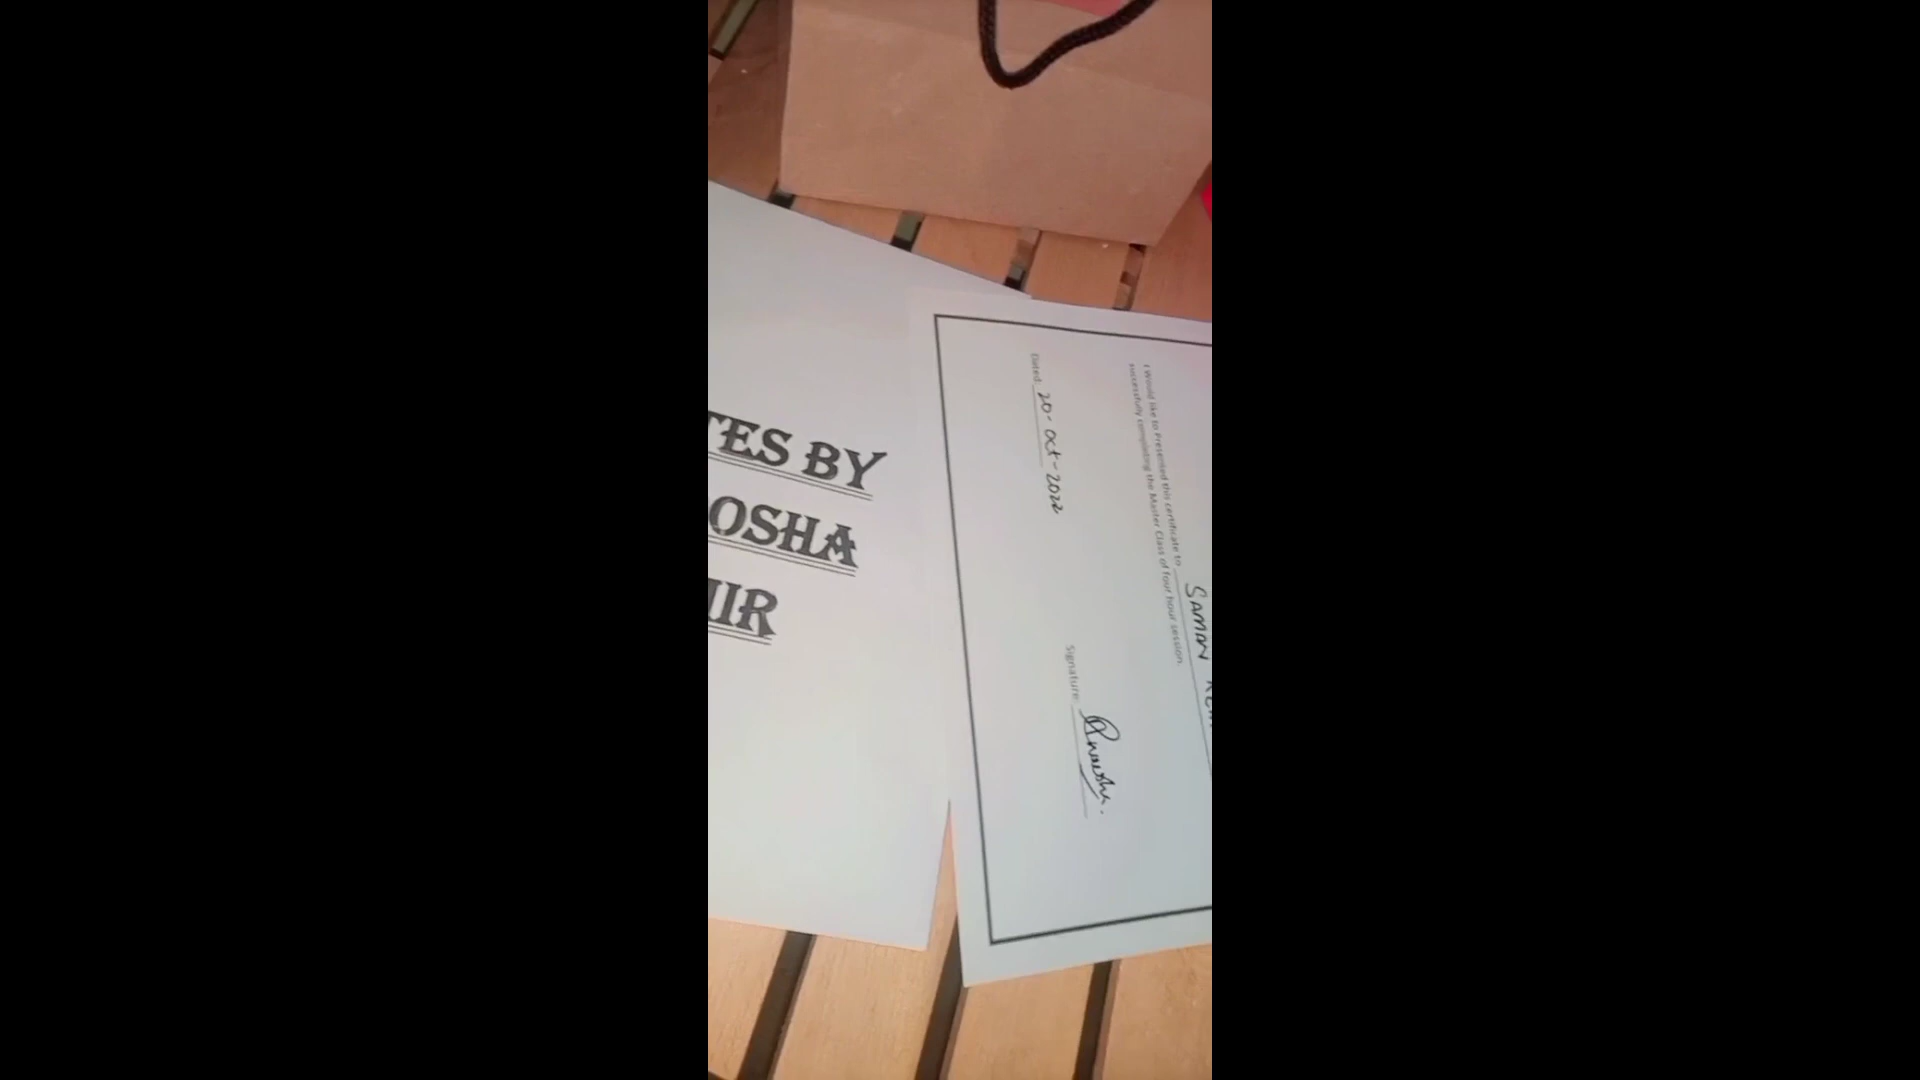 TES BY
OSHA
IIR
I Would like to Presented this certificate to SAMAN
successfully completing the Master Class of four hour session.
Dated: 20-Oct-2022
Signature: